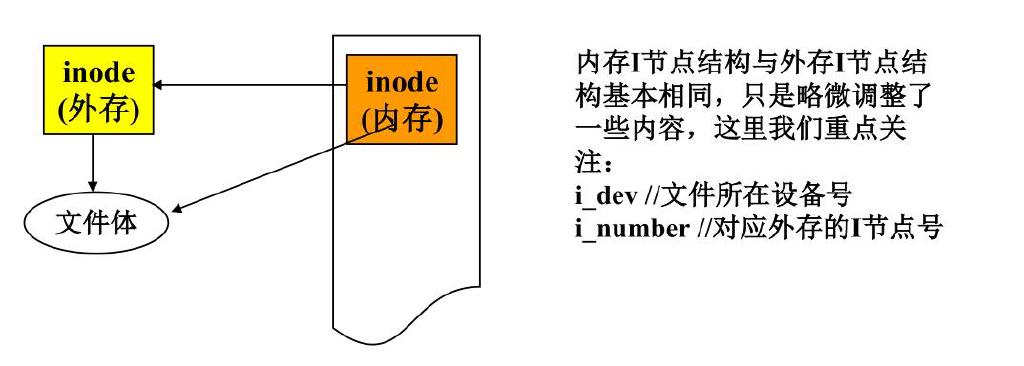 inode
(外存)
文件体
inode
(内存)
内存I节点结构与外存I节点结
构基本相同，只是略微调整了
一些内容，这里我们重点关
注：
i_dev //文件所在设备号
i_number //对应外存的I节点号